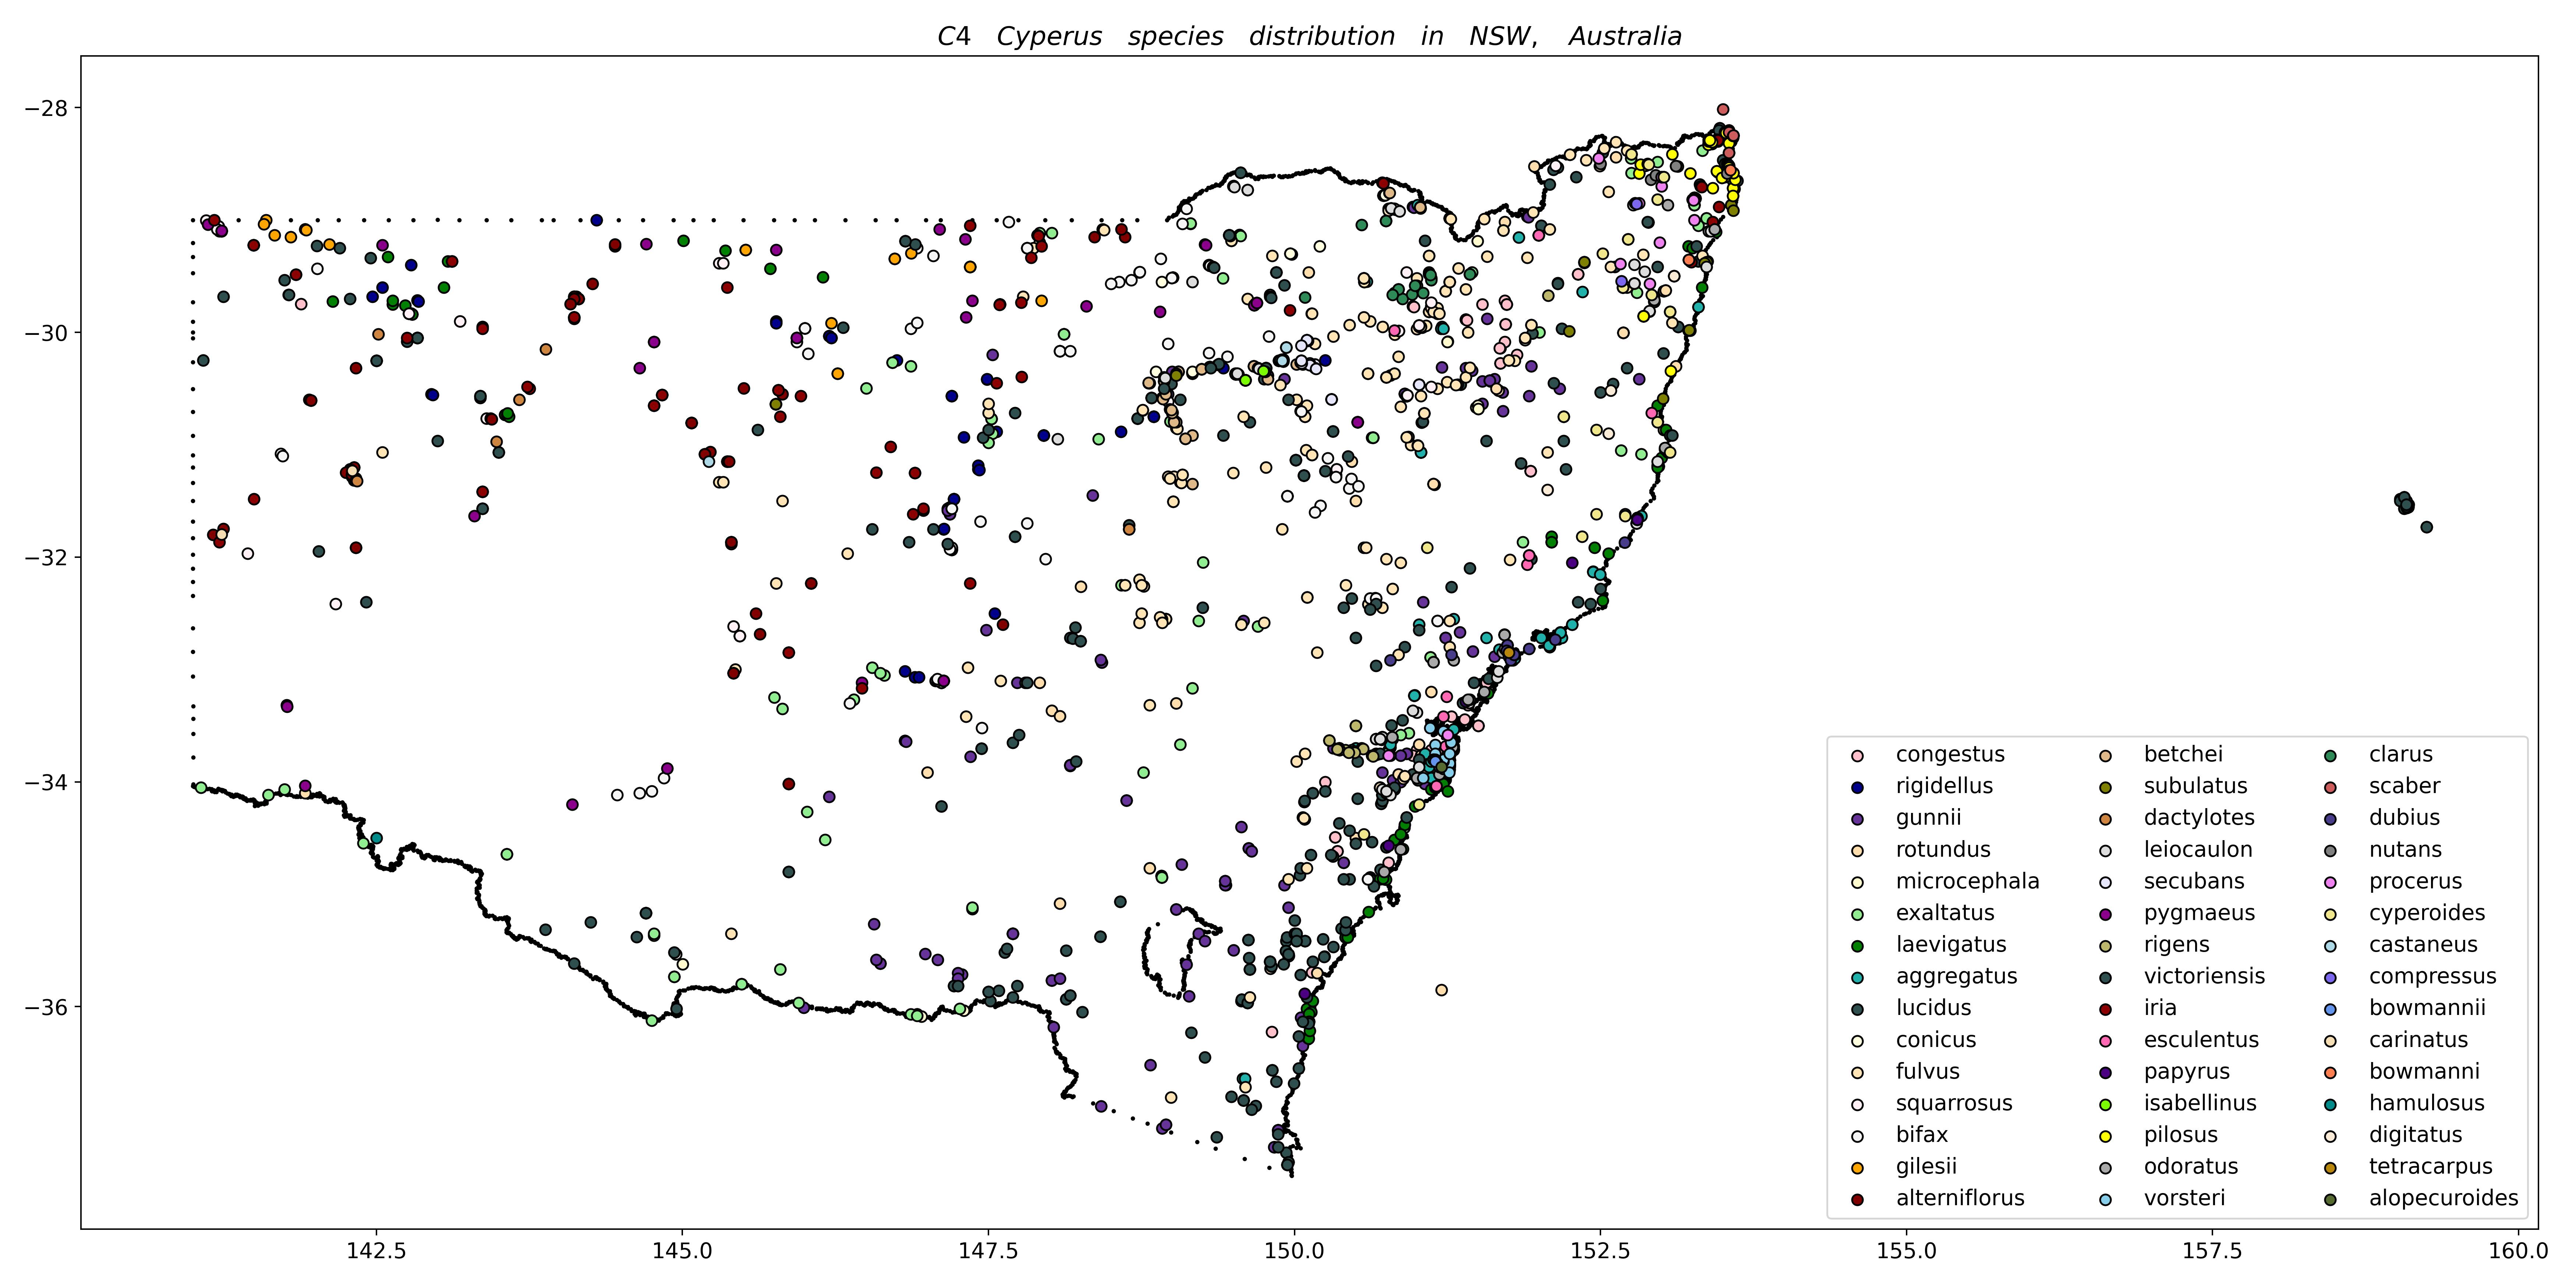 C4 Cyperus species distribution in NSW, Australia
−28
−30
−32
−34
−36
142.5 145.0 147.5 150.0 152.5 155.0 157.5 160.0
congestus betchei clarus
rigidellus subulatus scaber
gunnii dactylotes dubius
rotundus leiocaulon nutans
microcephala secubans procerus
exaltatus pygmaeus cyperoides
laevigatus rigens castaneus
aggregatus victoriensis compressus
lucidus iria bowmannii
conicus esculentus carinatus
fulvus papyrus bowmanni
squarrosus isabellinus hamulosus
bifax pilosus digitatus
gilesii odoratus tetracarpus
alterniflorus vorsteri alopecuroides